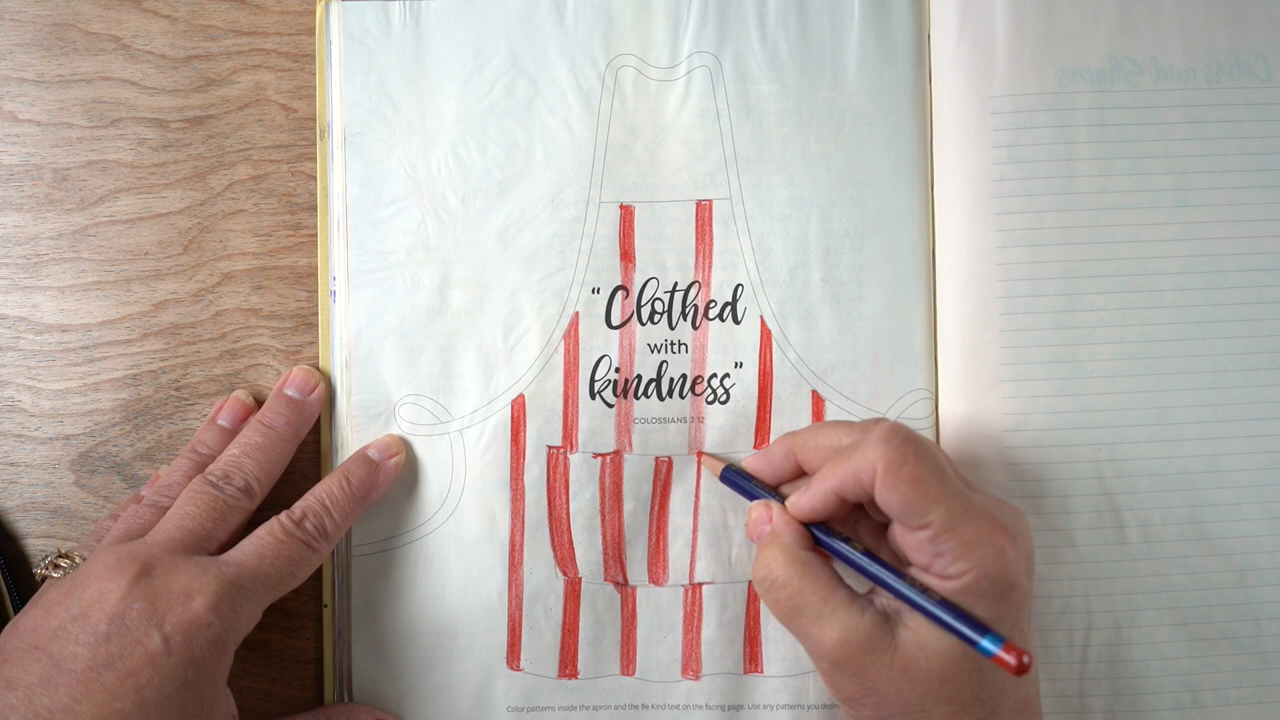 “Clothed
with
kindness”
COLOSSIANS 3:12
Color patterns inside the apron and the Be Kind text on the facing page. Use any patterns you